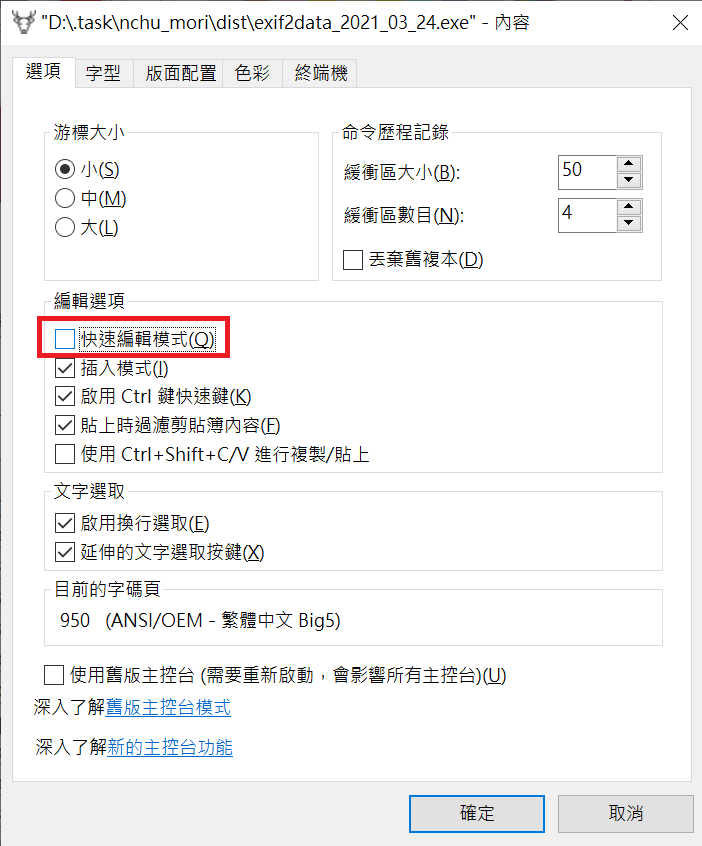 "D:\.task\nchu_mori\dist\exif2data_2021_03_24.exe" - 內容
選項 字型 版面配置 色彩 終端機
游標大小
小(S)
中(M)
大(L)
命令歷程記錄
緩衝區大小(B): 50
緩衝區數目(N): 4
丟棄舊複本(D)
編輯選項
快速編輯模式(Q)
插入模式(I)
啟用 Ctrl 鍵快速鍵(K)
貼上時過濾剪貼簿內容(F)
使用 Ctrl+Shift+C/V 進行複製/貼上
文字選取
啟用換行選取(E)
延伸的文字選取按鍵(X)
目前的字碼頁
950 (ANSI/OEM - 繁體中文 Big5)
使用舊版主控台 (需要重新啟動，會影響所有主控台)(U)
深入了解舊版主控台模式
深入了解新的主控台功能
確定 取消